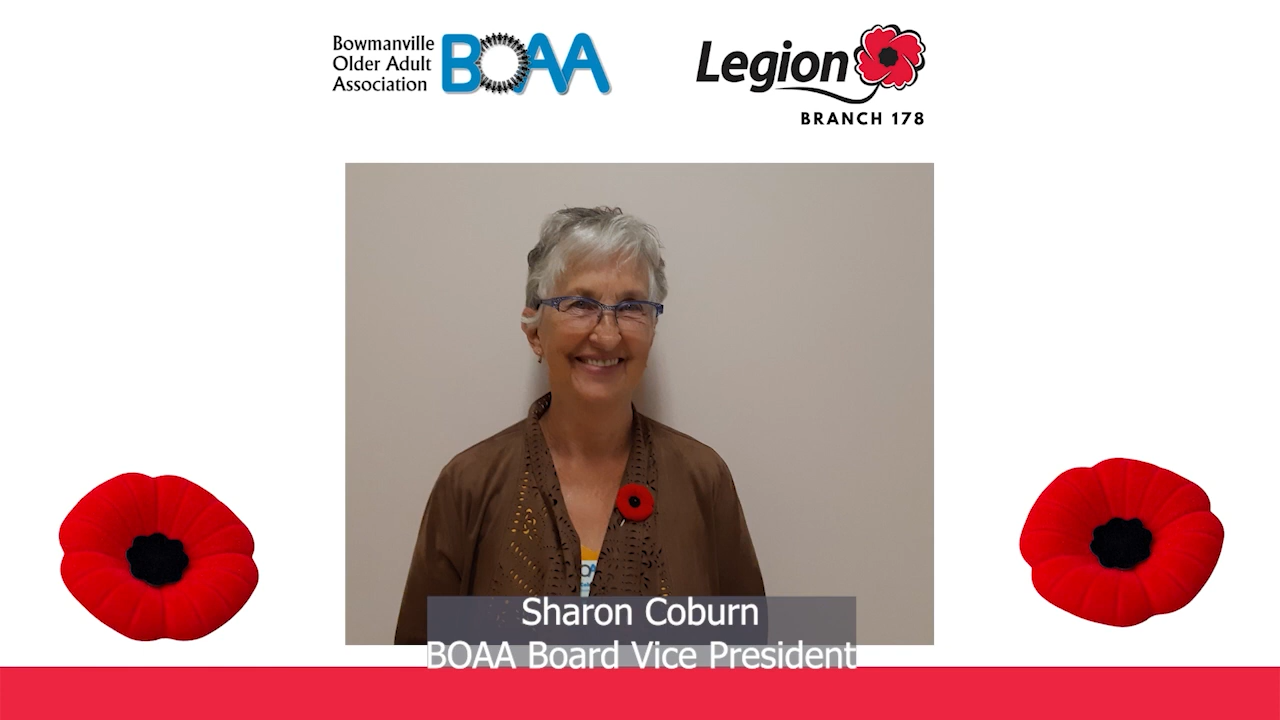 Bowmanville
Older Adult
Association
BOAA
Legion
BRANCH 178
Sharon Coburn
BOAA Board Vice President